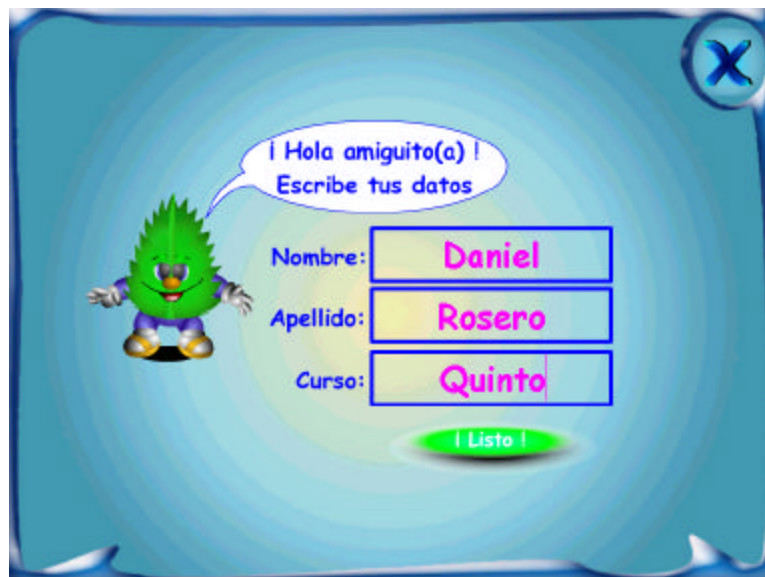 ¡ Hola amiguito(a) !
Escribe tus datos
Nombre: Daniel
Apellido: Rosero
Curso: Quinto
¡ Listo !